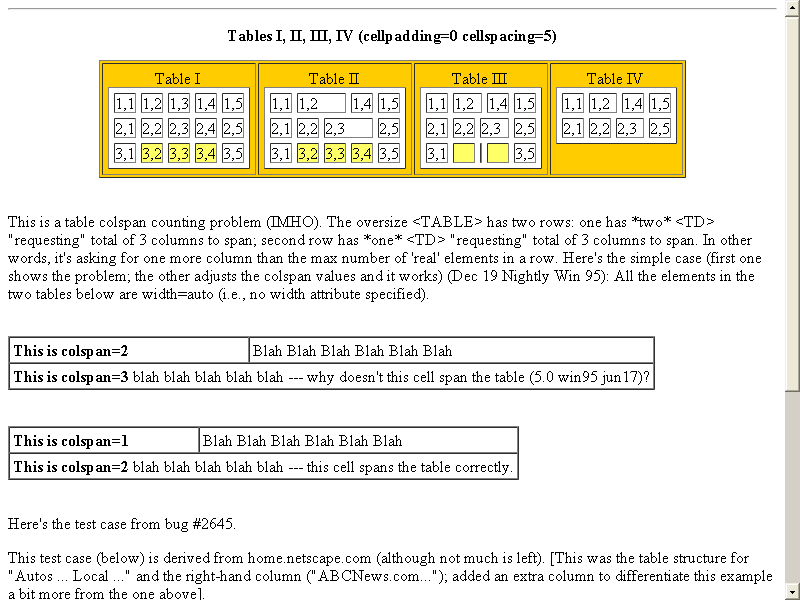 Tables I, II, III, IV (cellpadding=0 cellspacing=5)
Table I Table II Table III Table IV
1,1 1,2 1,3 1,4 1,5 1,1 1,2 1,4 1,5 1,1 1,2 1,4 1,5 1,1 1,2 1,4 1,5
2,1 2,2 2,3 2,4 2,5 2,1 2,2 2,3 2,5 2,1 2,2 2,3 2,5 2,1 2,2 2,3 2,5
3,1 3,2 3,3 3,4 3,5 3,1 3,2 3,3 3,4 3,5 3,1 3,5
This is a table colspan counting problem (IMHO). The oversize <TABLE> has two rows: one has *two* <TD>
"requesting" total of 3 columns to span; second row has *one* <TD> "requesting" total of 3 columns to span. In other
words, it's asking for one more column than the max number of 'real' elements in a row. Here's the simple case (first one
shows the problem; the other adjusts the colspan values and it works) (Dec 19 Nightly Win 95): All the elements in the
two tables below are width=auto (i.e., no width attribute specified).
This is colspan=2 Blah Blah Blah Blah Blah Blah
This is colspan=3 blah blah blah blah blah --- why doesn't this cell span the table (5.0 win95 jun17)?
This is colspan=1 Blah Blah Blah Blah Blah Blah
This is colspan=2 blah blah blah blah blah --- this cell spans the table correctly.
Here's the test case from bug #2645.
This test case (below) is derived from home.netscape.com (although not much is left). [This was the table structure for
"Autos ... Local ..." and the right-hand column ("ABCNews.com..."); added an extra column to differentiate this example
a bit more from the one above].